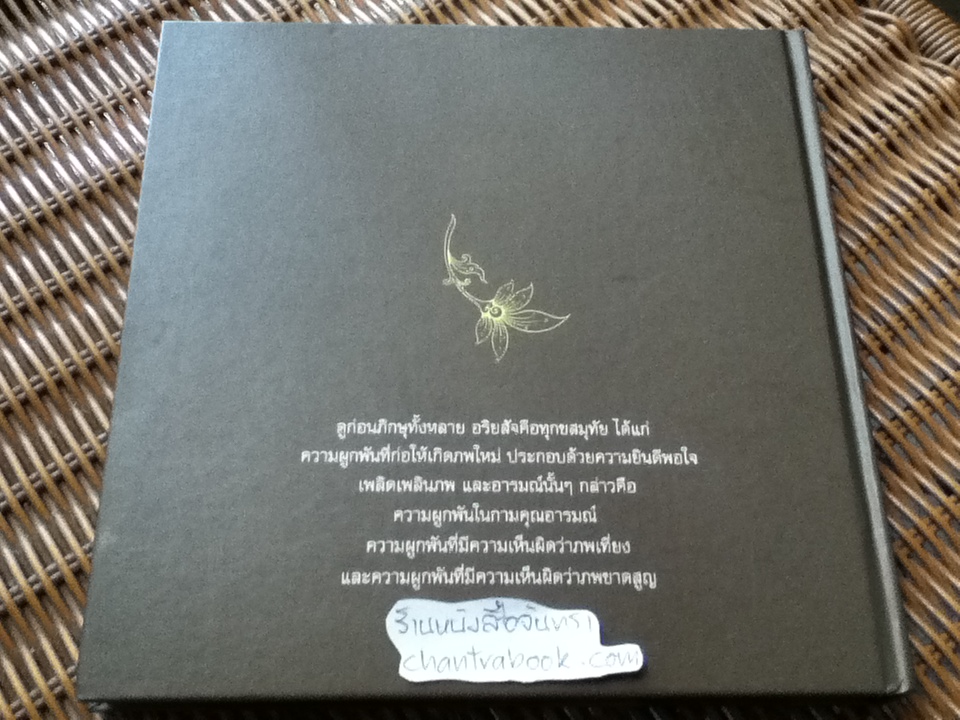 ดูก่อนภิกษุทั้งหลาย อริยสัจคือทุกขสมุทัย ได้แก่
ความผูกพันที่ก่อให้เกิดภพใหม่ ประกอบด้วยความยินดีพอใจ
เพลิดเพลินภพ และอารมณ์นั้นๆ กล่าวคือ
ความผูกพันในกามคุณอารมณ์
ความผูกพันที่มีความเห็นผิดว่าภพเที่ยง
และความผูกพันที่มีความเห็นผิดว่าภพขาดสูญ
ร้านหนังสือจันทรา
chantrabook.com